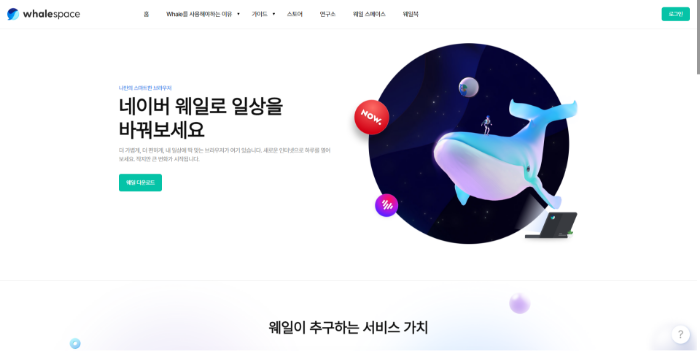 whalespace
홈
Whale을 사용해야하는 이유
가이드
스토어
연구소
웨일 스페이스
웨일북
로그인
나만의 스마트한 브라우저
네이버 웨일로 일상을
바꿔보세요
더 가볍게, 더 편하게, 내 일상에 딱 맞는 브라우저가 여기 있습니다. 새로운 인터넷으로 하루를 열어
보세요. 작지만 큰 변화가 시작됩니다.
웨일 다운로드
NOW.
웨일이 추구하는 서비스 가치
?